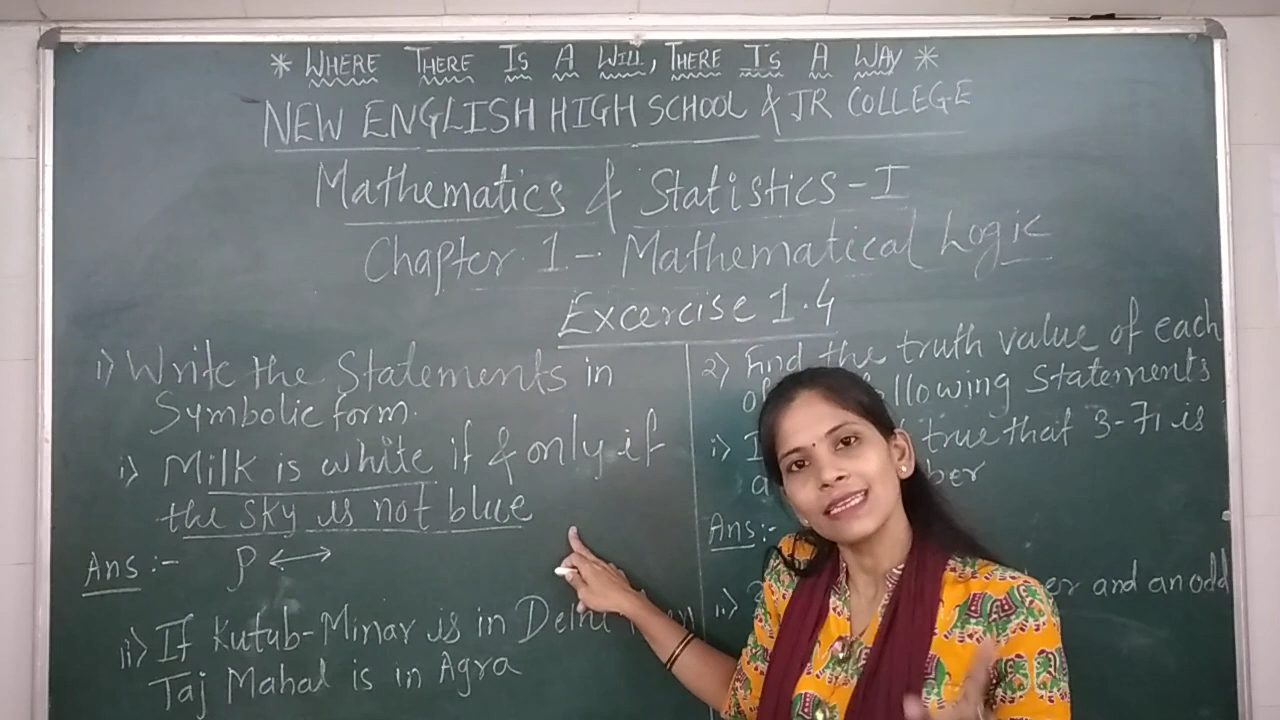 * WHERE THERE IS A WILL, THERE IS A WAY *
NEW ENGLISH HIGH SCHOOL & JR COLLEGE
Mathematics & Statistics-I
Chapter 1- Mathematical Logic
Excercise 1.4
1) Write the Statements in
Symbolic form.
i) Milk is white if & only if
the sky is not blue
Ans :- p ↔
ii) If Kutub-Minar is in Delhi
Taj Mahal is in Agra
2) Find the truth value of each
following Statements
i) true that 3-7i is
Ans:-
ii) and an odd